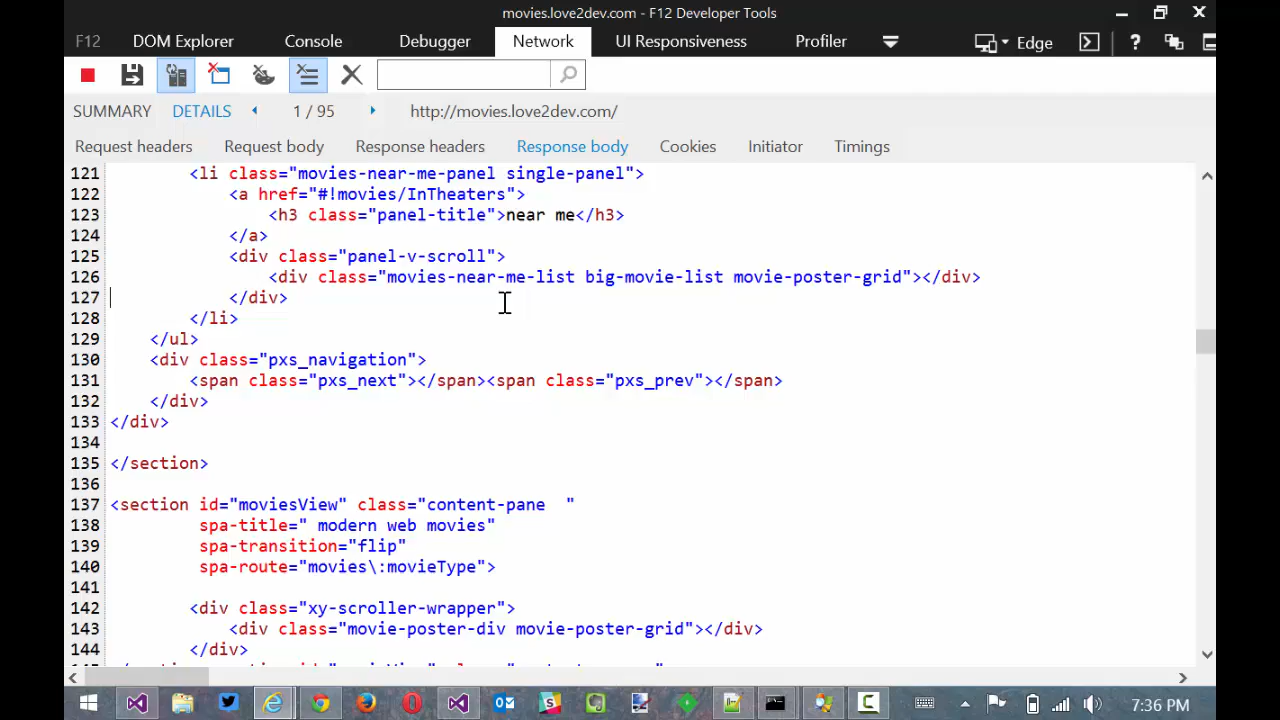 movies.love2dev.com - F12 Developer Tools
F12 DOM Explorer Console Debugger Network UI Responsiveness Profiler Edge ?
SUMMARY DETAILS 1 / 95 http://movies.love2dev.com/
Request headers Request body Response headers Response body Cookies Initiator Timings
121 <li class="movies-near-me-panel single-panel">
122 <a href="#!movies/InTheaters">
123 <h3 class="panel-title">near me</h3>
124 </a>
125 <div class="panel-v-scroll">
126 <div class="movies-near-me-list big-movie-list movie-poster-grid"></div>
127 </div>
128 </li>
129 </ul>
130 <div class="pxs_navigation">
131 <span class="pxs_next"></span><span class="pxs_prev"></span>
132 </div>
133 </div>
134
135 </section>
136
137 <section id="moviesView" class="content-pane  "
138 spa-title=" modern web movies"
139 spa-transition="flip"
140 spa-route="movies\:movieType">
141
142 <div class="xy-scroller-wrapper">
143 <div class="movie-poster-div movie-poster-grid"></div>
144 </div>
7:36 PM